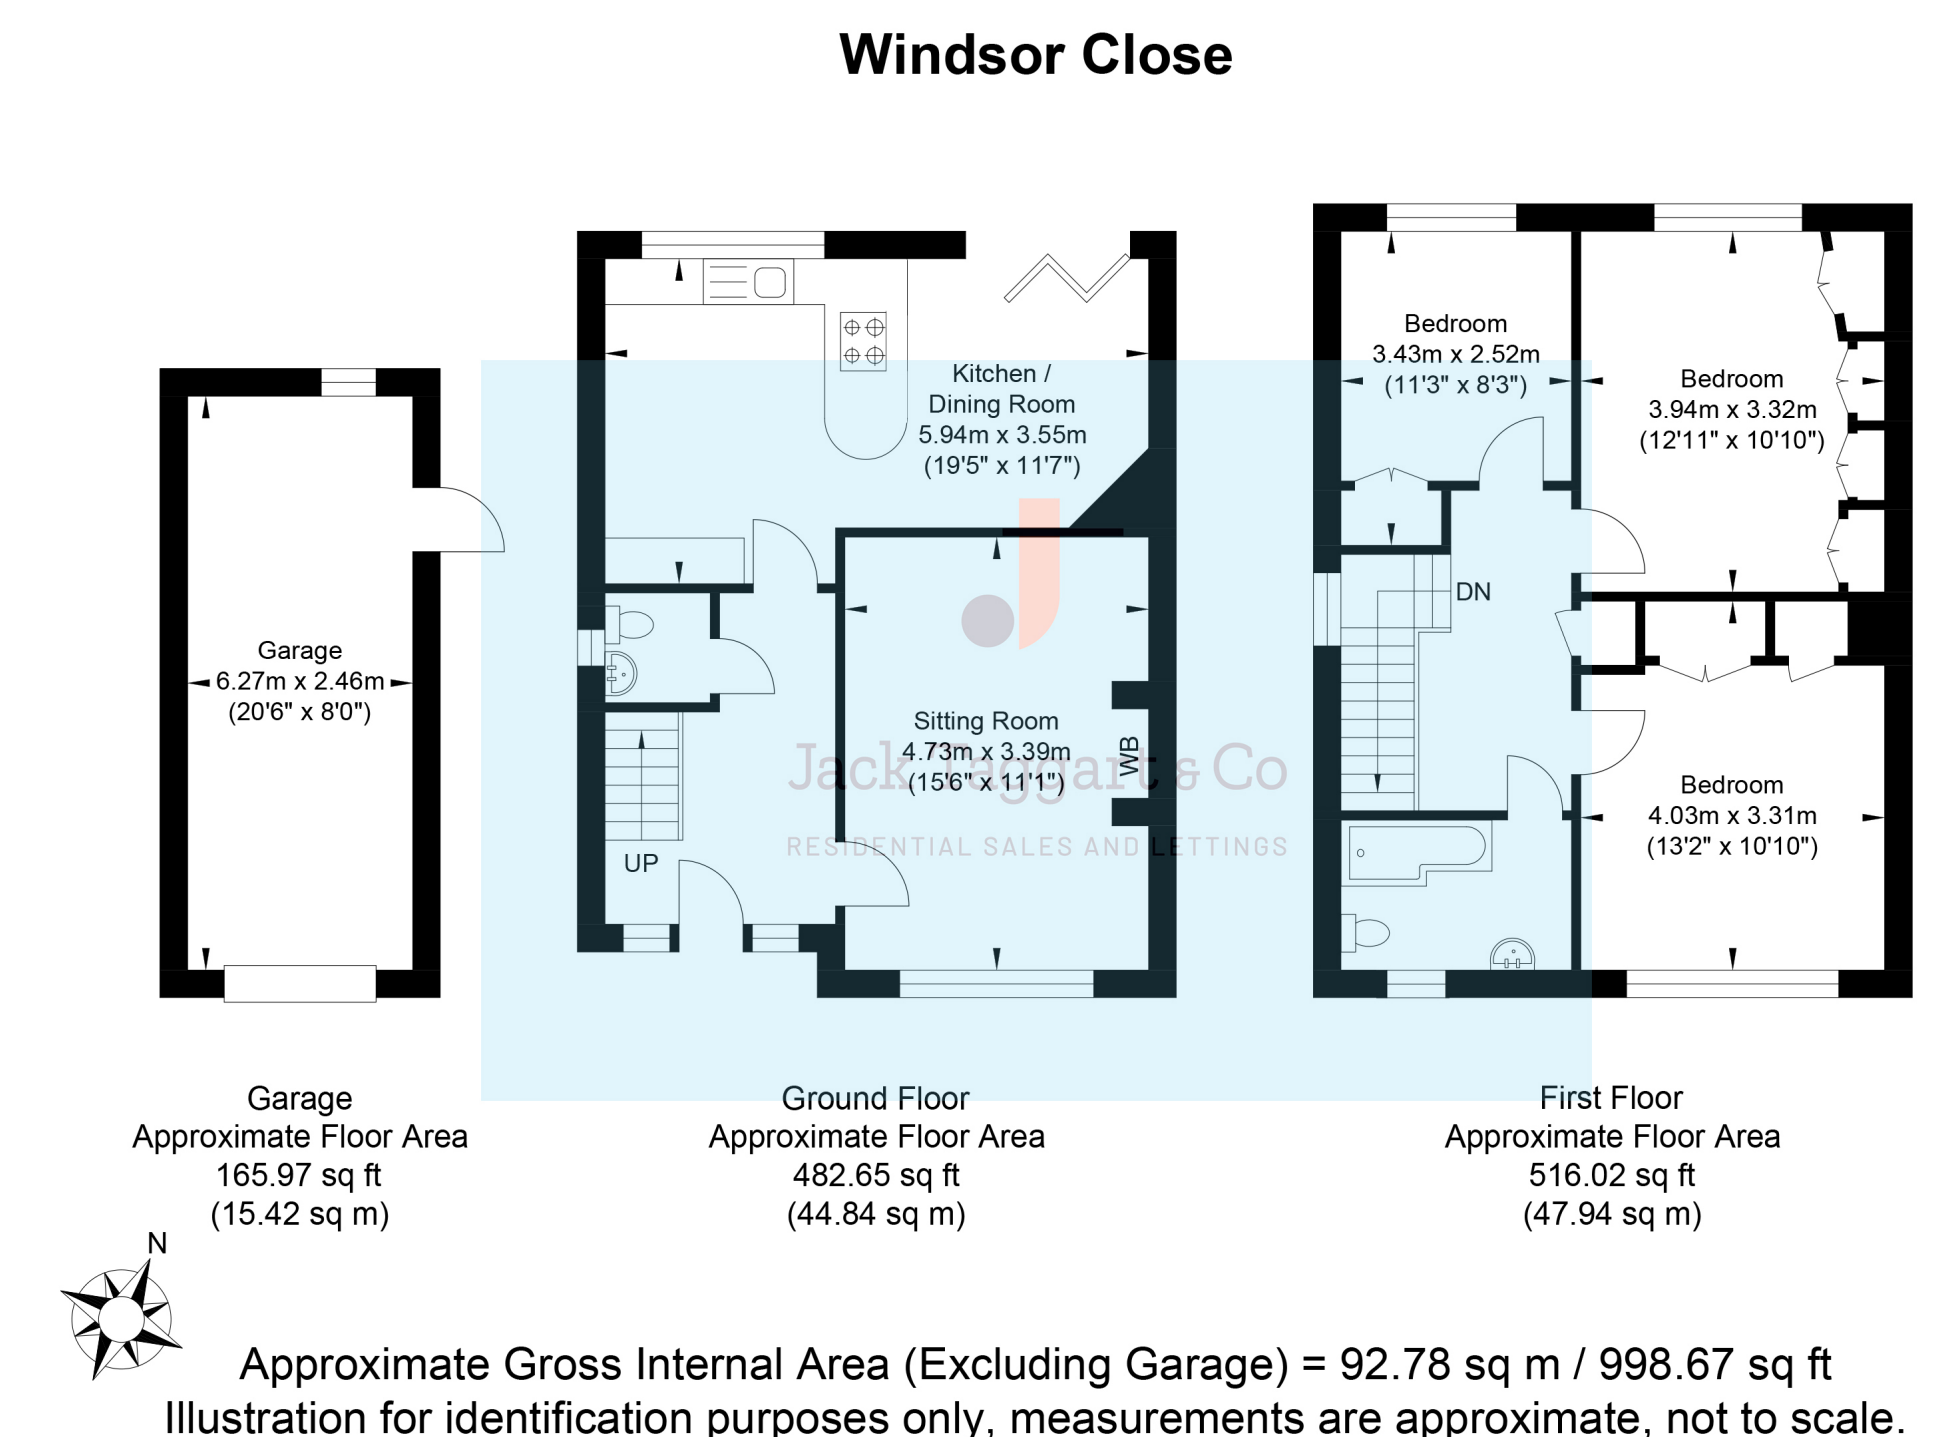 Windsor Close
Kitchen /
Dining Room
5.94m x 3.55m
(19'5" x 11'7")
Bedroom
3.43m x 2.52m
(11'3" x 8'3")
Bedroom
3.94m x 3.32m
(12'11" x 10'10")
DN
Garage
6.27m x 2.46m
(20'6" x 8'0")
Sitting Room
4.73m x 3.39m
(15'6" x 11'1")
WB
UP
Bedroom
4.03m x 3.31m
(13'2" x 10'10")
Jack Taggart & Co
RESIDENTIAL SALES AND LETTINGS
Garage
Approximate Floor Area
165.97 sq ft
(15.42 sq m)
Ground Floor
Approximate Floor Area
482.65 sq ft
(44.84 sq m)
First Floor
Approximate Floor Area
516.02 sq ft
(47.94 sq m)
N
Approximate Gross Internal Area (Excluding Garage) = 92.78 sq m / 998.67 sq ft
Illustration for identification purposes only, measurements are approximate, not to scale.